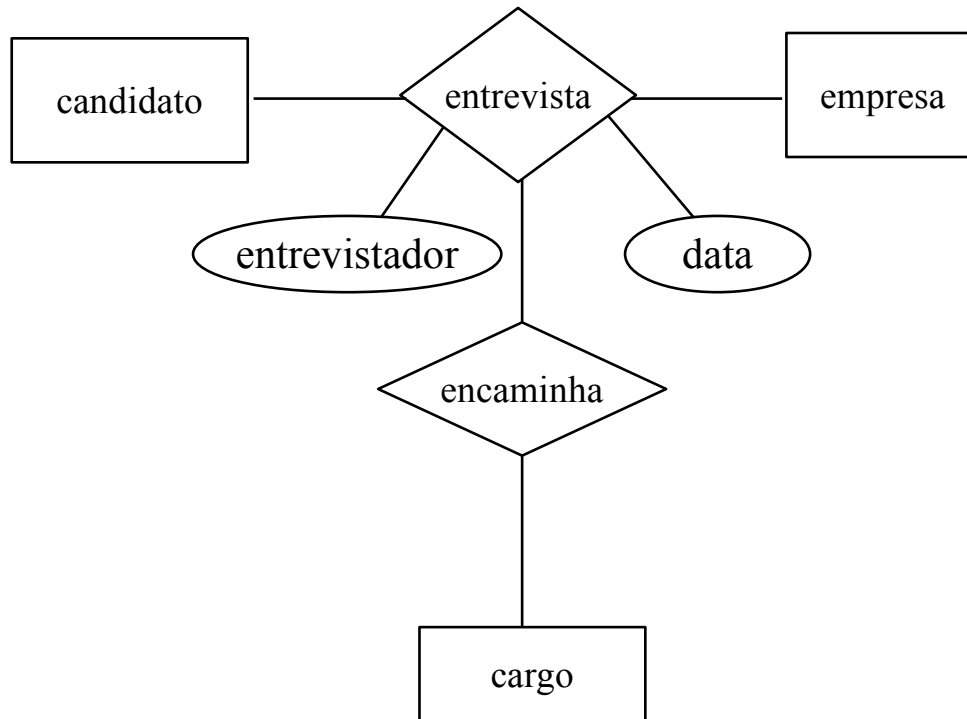 candidato
entrevista
empresa
entrevistador
data
encaminha
cargo